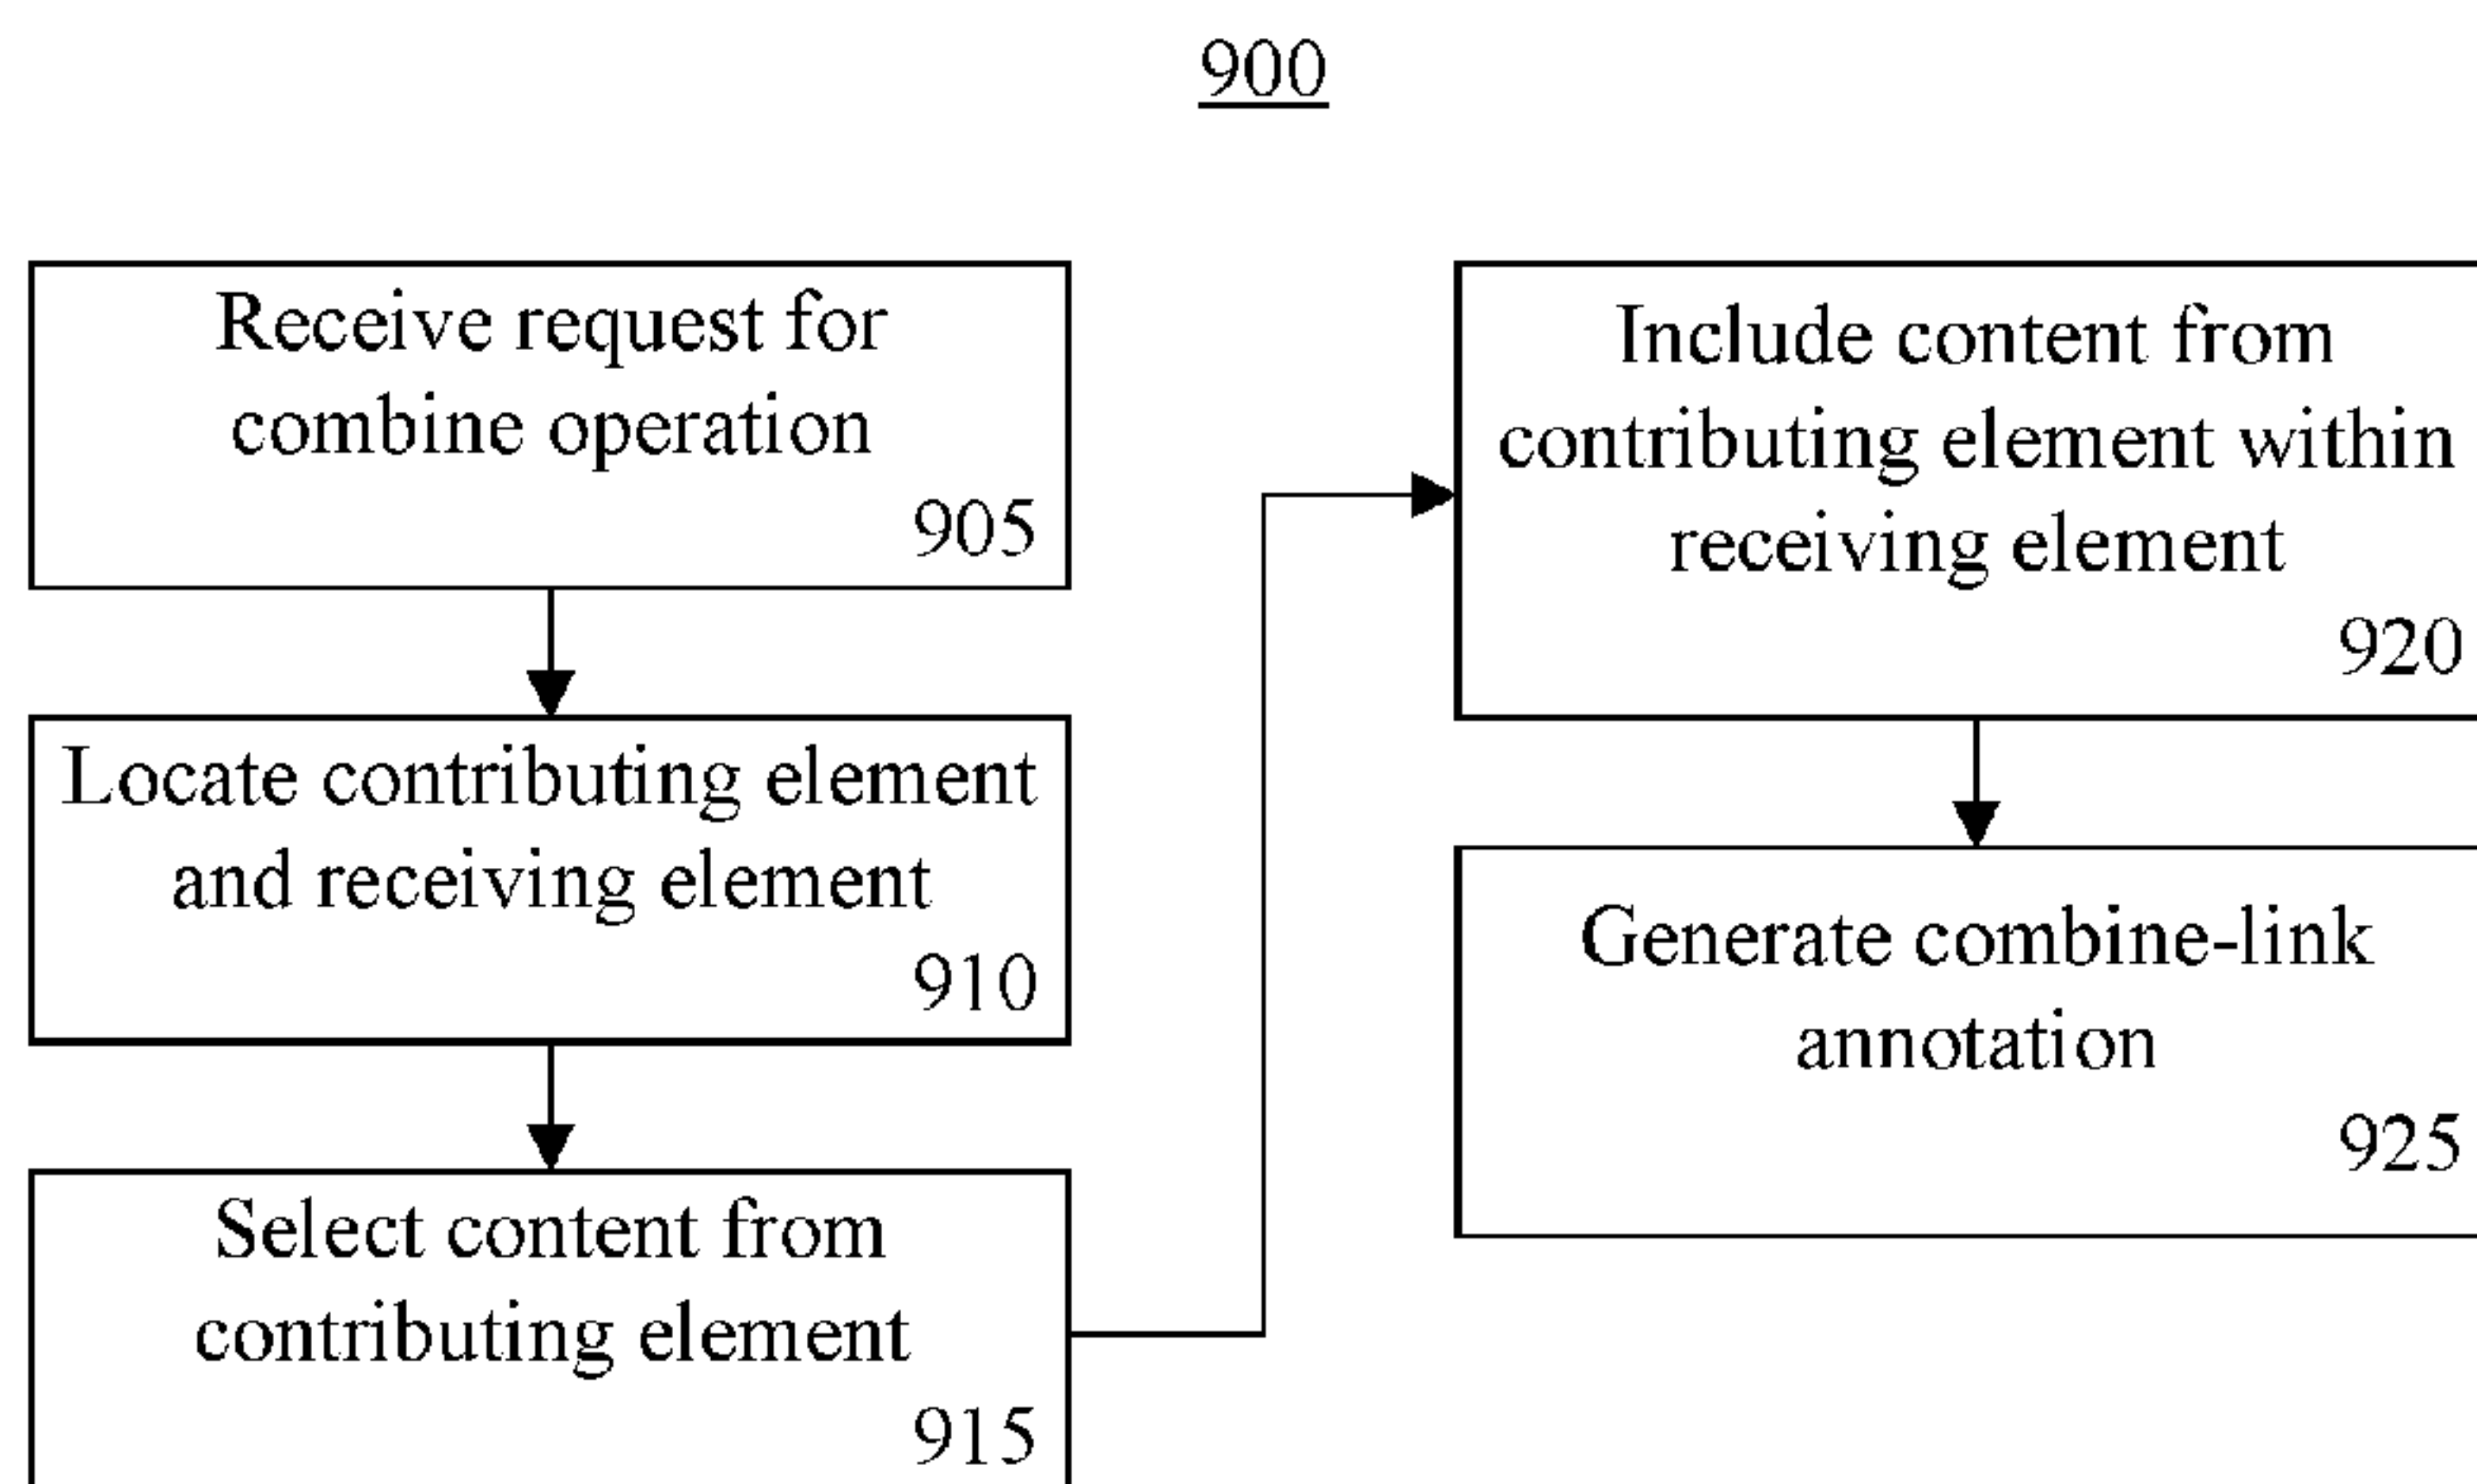 900
Receive request for
combine operation
905
Locate contributing element
and receiving element
910
Select content from
contributing element
915
Include content from
contributing element within
receiving element
920
Generate combine-link
annotation
925